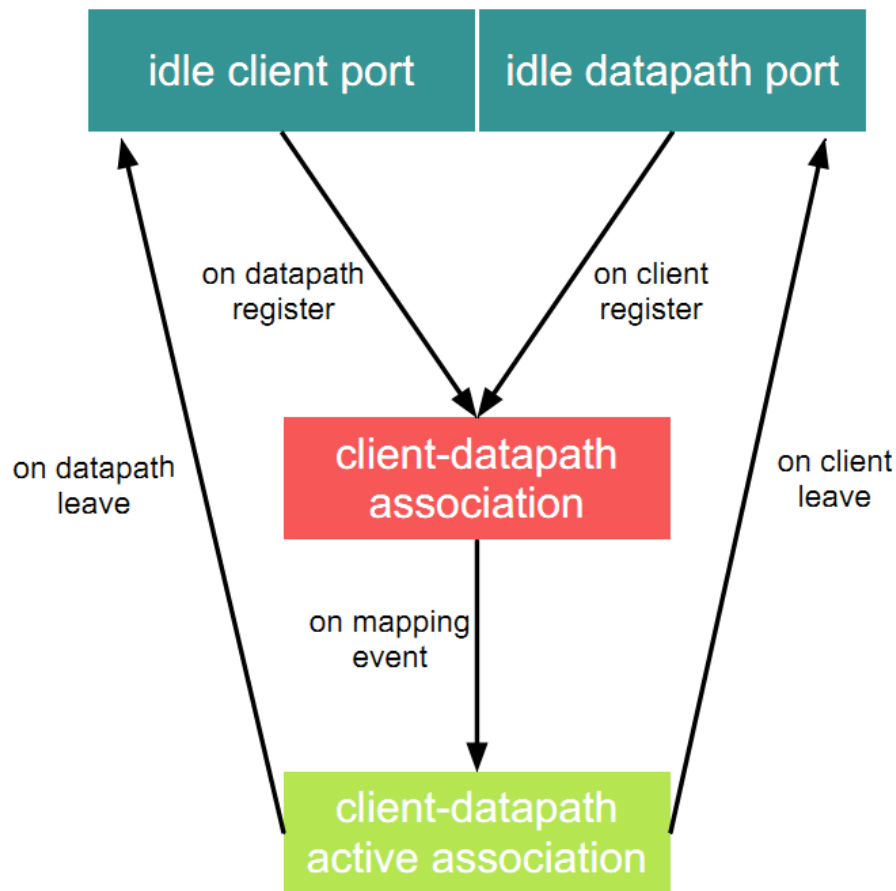 idle client port
idle datapath port
on datapath
register
on client
register
client-datapath
association
on datapath
leave
on client
leave
on mapping
event
client-datapath
active association